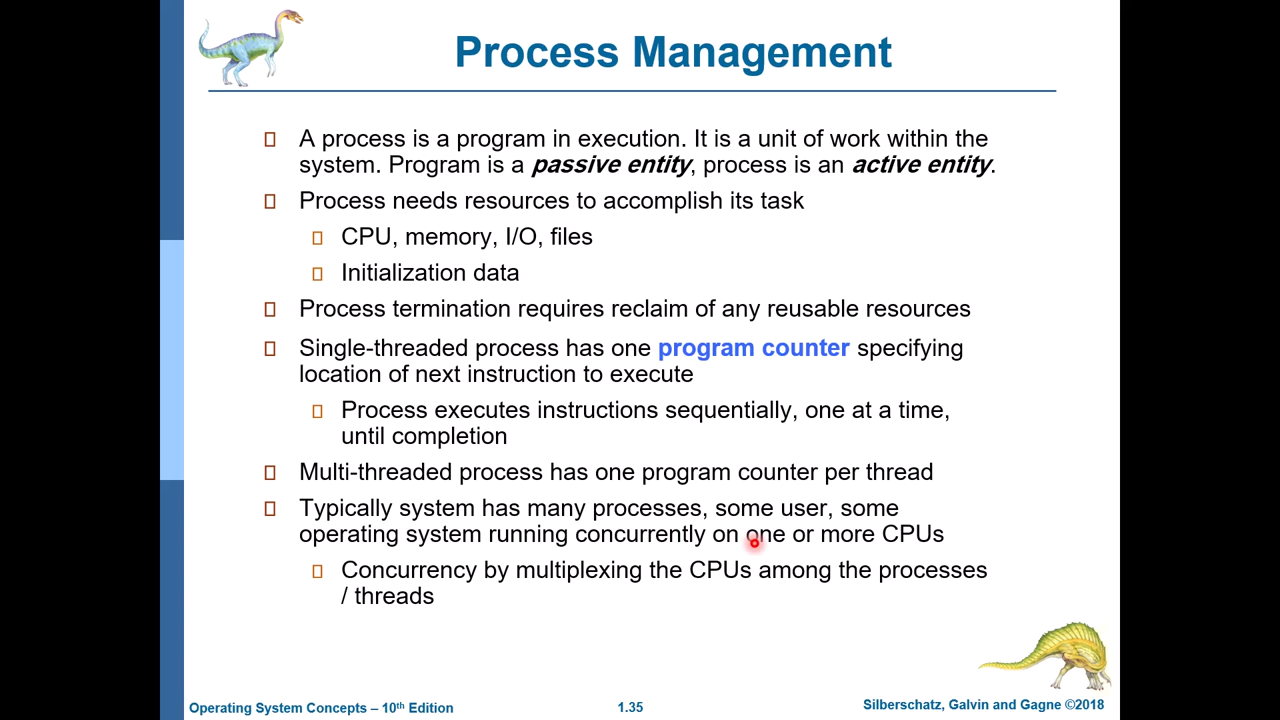 Process Management
A process is a program in execution. It is a unit of work within the
system. Program is a passive entity, process is an active entity.
Process needs resources to accomplish its task
CPU, memory, I/O, files
Initialization data
Process termination requires reclaim of any reusable resources
Single-threaded process has one program counter specifying
location of next instruction to execute
Process executes instructions sequentially, one at a time,
until completion
Multi-threaded process has one program counter per thread
Typically system has many processes, some user, some
operating system running concurrently on one or more CPUs
Concurrency by multiplexing the CPUs among the processes
/ threads
Operating System Concepts – 10th Edition
1.35
Silberschatz, Galvin and Gagne ©2018